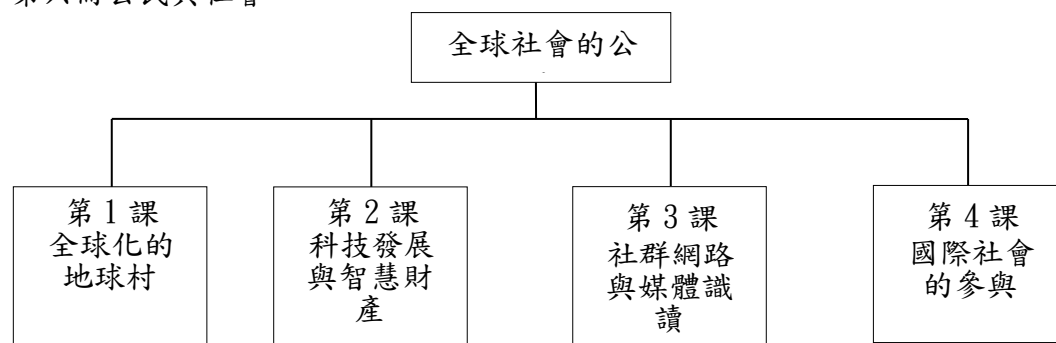 全球社會的公
第1課
全球化的
地球村
第2課
科技發展
與智慧財
產
第3課
社群網路
與媒體識
讀
第4課
國際社會
的參與